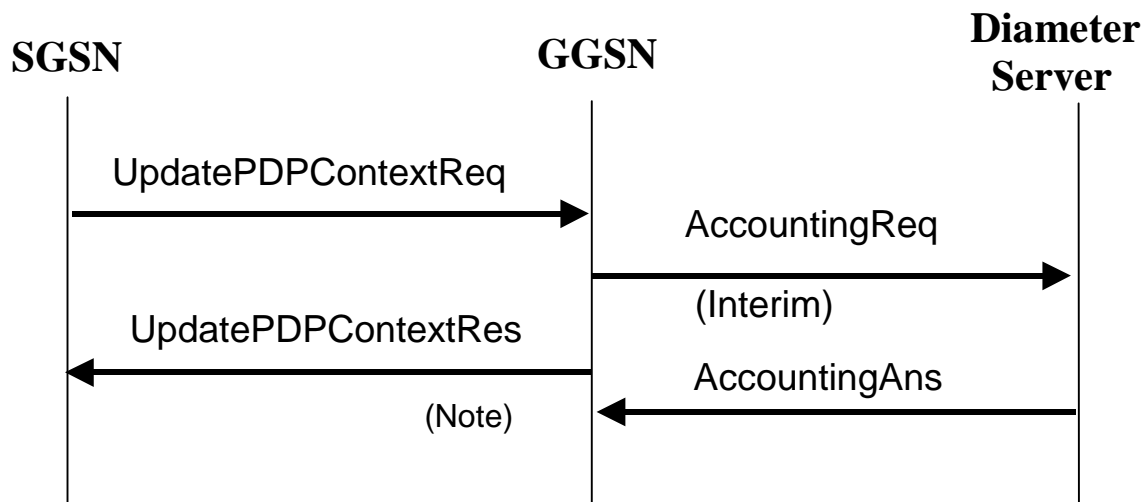 SGSN
GGSN
Diameter
Server
UpdatePDPContextReq
AccountingReq
(Interim)
UpdatePDPContextRes
AccountingAns
(Note)